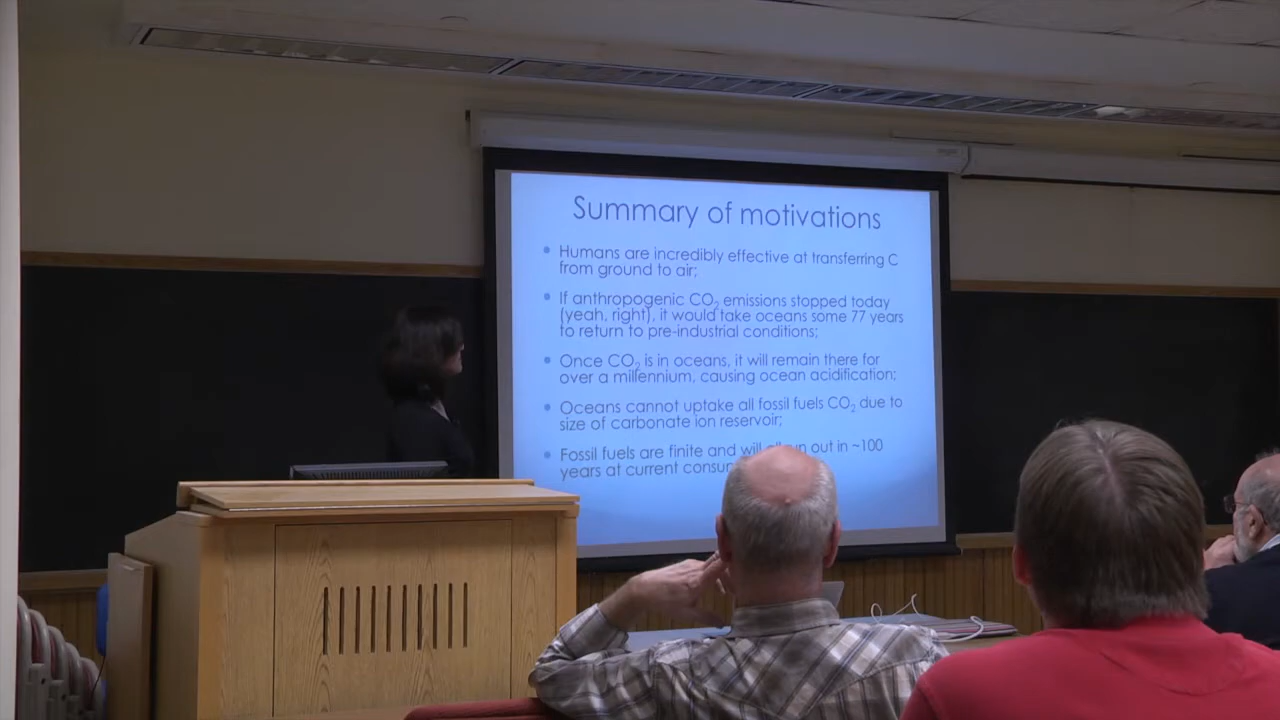 Summary of motivations
• Humans are incredibly effective at transferring C
from ground to air;
• If anthropogenic CO₂ emissions stopped today
(yeah, right), it would take oceans some 77 years
to return to pre-industrial conditions;
• Once CO₂ is in oceans, it will remain there for
over a millennium, causing ocean acidification;
• Oceans cannot uptake all fossil fuels CO₂ due to
size of carbonate ion reservoir;
• Fossil fuels are finite and will out in ~100
years at current